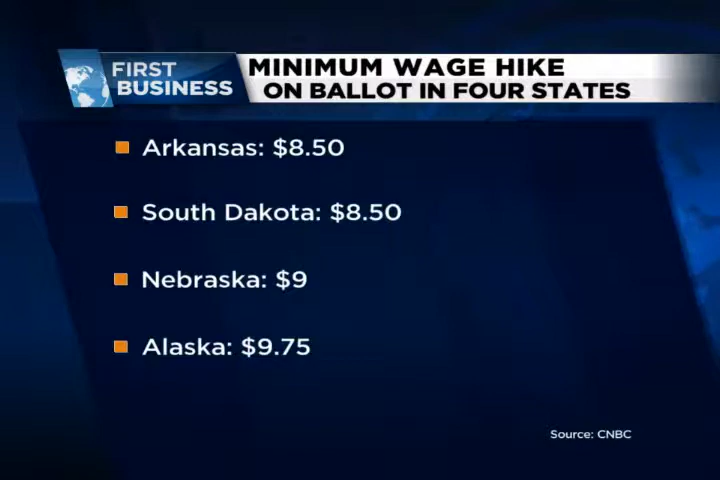 FIRST
BUSINESS
MINIMUM WAGE HIKE
ON BALLOT IN FOUR STATES
Arkansas: $8.50
South Dakota: $8.50
Nebraska: $9
Alaska: $9.75
Source: CNBC